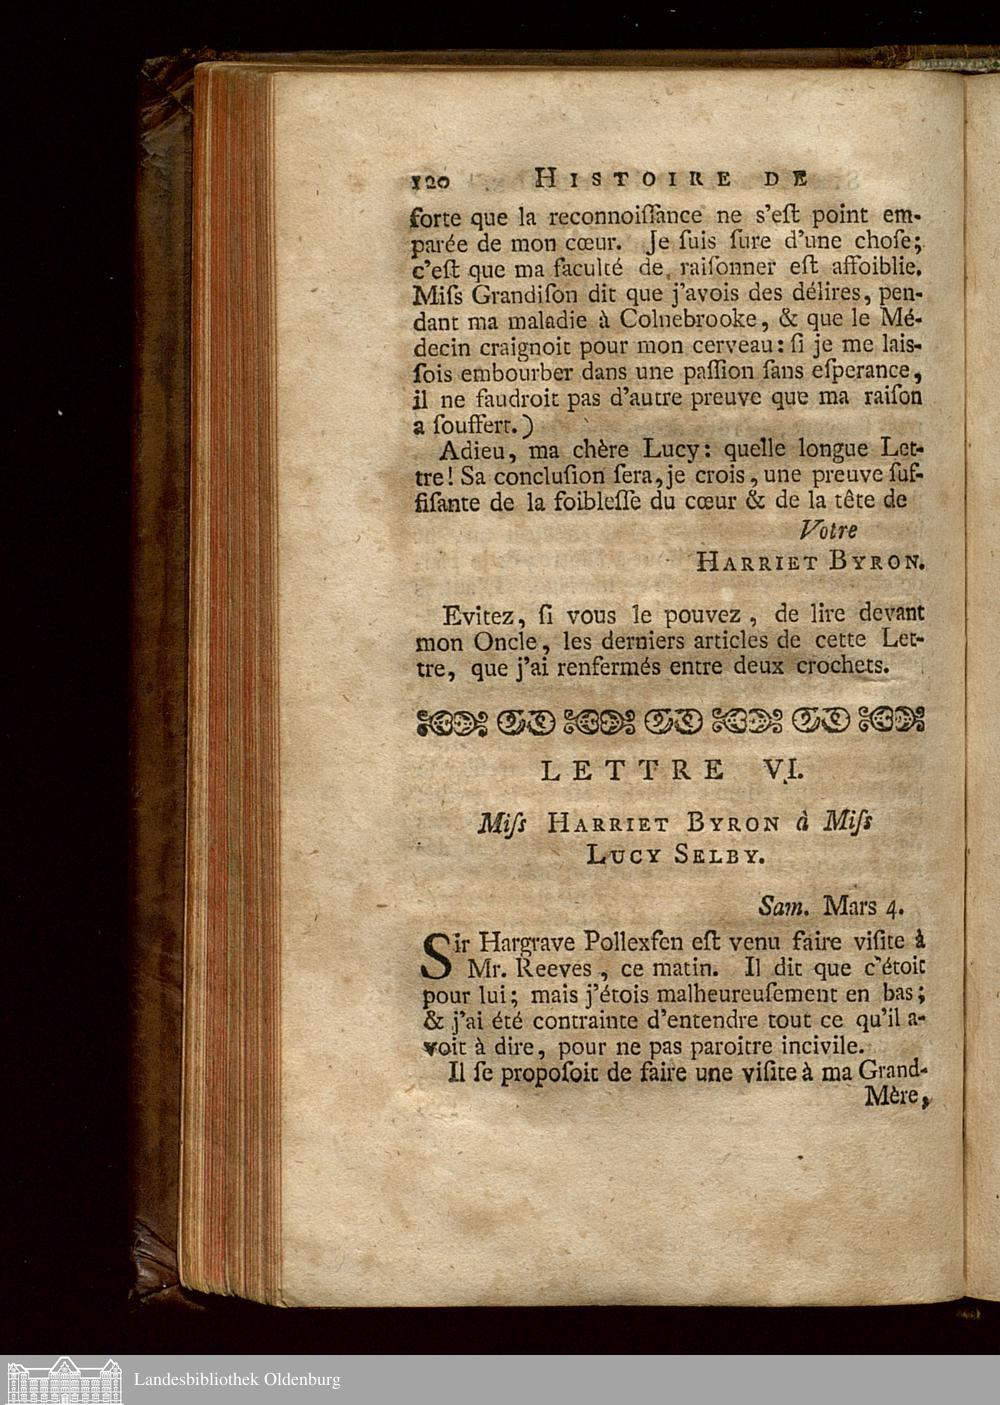 120 HISTOIRE DE
ſorte que la reconnoiſſance ne s'eſt point em-
parée de mon cœur. Je ſuis ſure d'une choſe;
c'eſt que ma faculté de raiſonner eſt affoiblie.
Miſs Grandiſon dit que j'avois des délires, pen-
dant ma maladie à Colnebrooke, & que le Mé-
decin craignoit pour mon cerveau: ſi je me laiſ-
ſois embourber dans une paſſion ſans eſperance,
il ne faudroit pas d'autre preuve que ma raiſon
a ſouffert.)
Adieu, ma chère Lucy: quelle longue Let-
tre! Sa concluſion ſera, je crois, une preuve ſuf-
fiſante de la foibleſſe du cœur & de la tête de
Votre
HARRIET BYRON.
Evitez, ſi vous le pouvez, de lire devant
mon Oncle, les derniers articles de cette Let-
tre, que j'ai renfermés entre deux crochets.
LETTRE VI.
Miſs HARRIET BYRON à Miſs
LUCY SELBY.
Sam. Mars 4.
Sir Hargrave Pollexfen eſt venu faire viſite à
Mr. Reeves, ce matin. Il dit que c'étoit
pour lui; mais j'étois malheureuſement en bas;
& j'ai été contrainte d'entendre tout ce qu'il a-
voit à dire, pour ne pas paroitre incivile.
Il ſe propoſoit de faire une viſite à ma Grand-
Mère,
Landesbibliothek Oldenburg